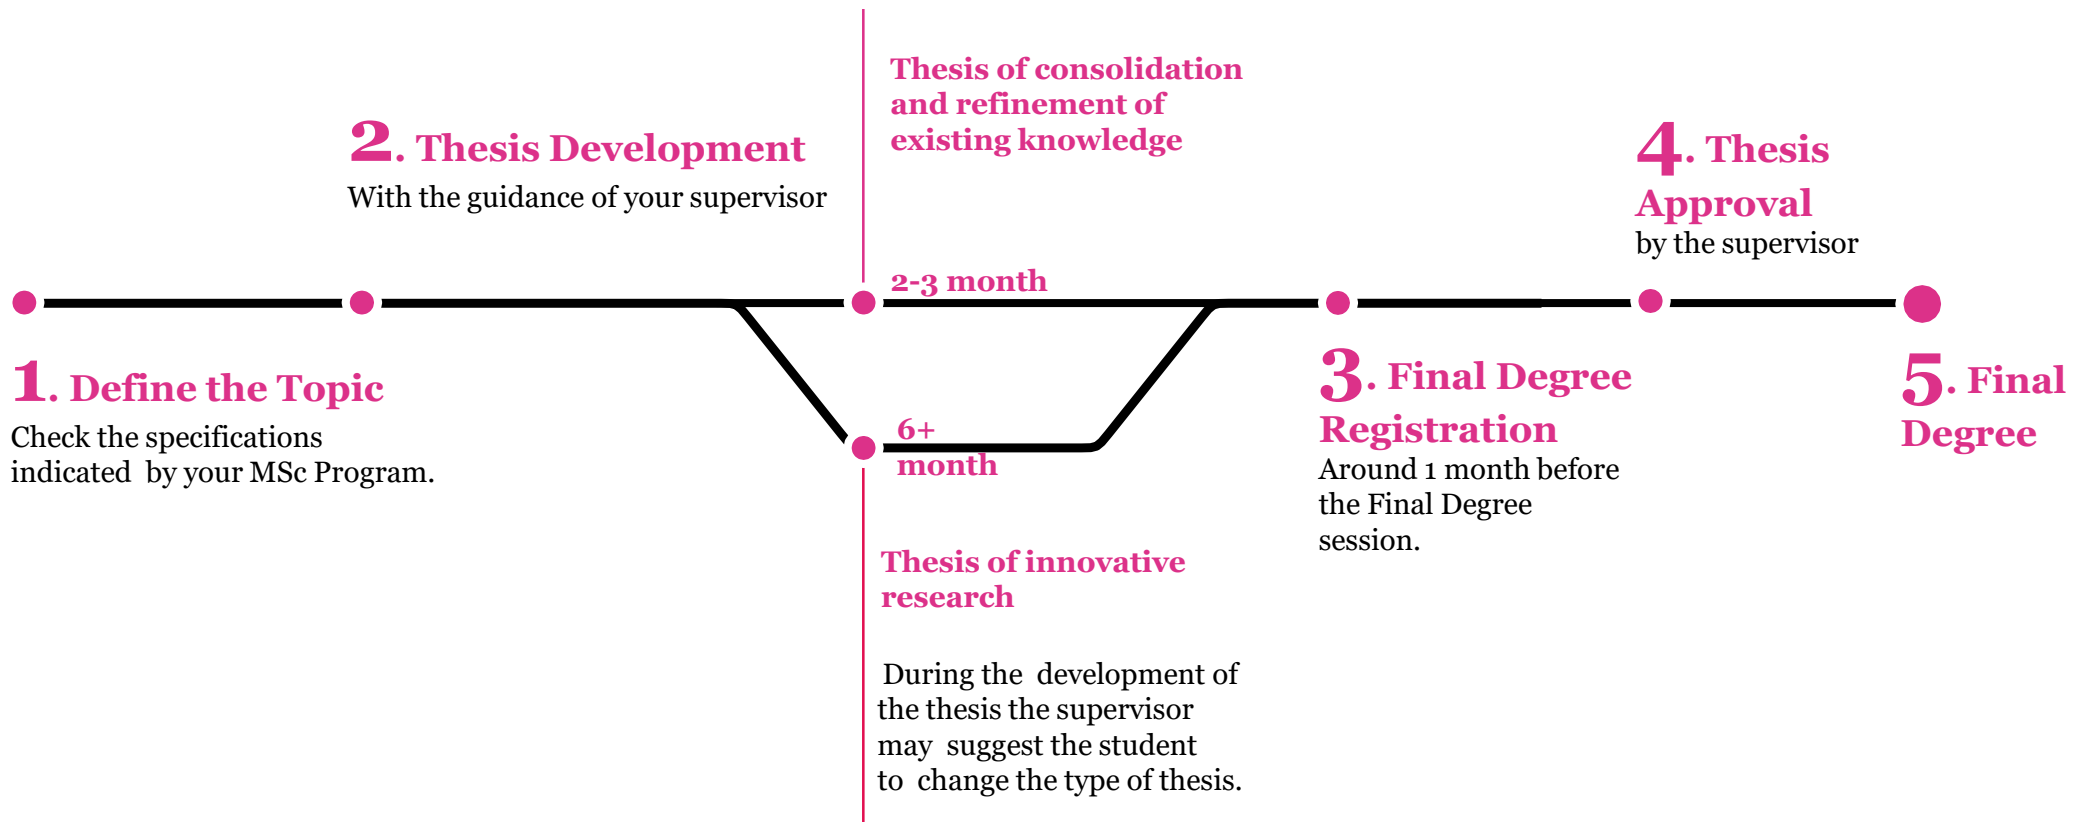 1. Define the Topic
Check the specifications
indicated by your MSc Program.
2. Thesis Development
With the guidance of your supervisor
Thesis of consolidation
and refinement of
existing knowledge
2-3 month
6+
month
Thesis of innovative
research
During the development of
the thesis the supervisor
may suggest the student
to change the type of thesis.
3. Final Degree
Registration
Around 1 month before
the Final Degree
session.
4. Thesis
Approval
by the supervisor
5. Final
Degree